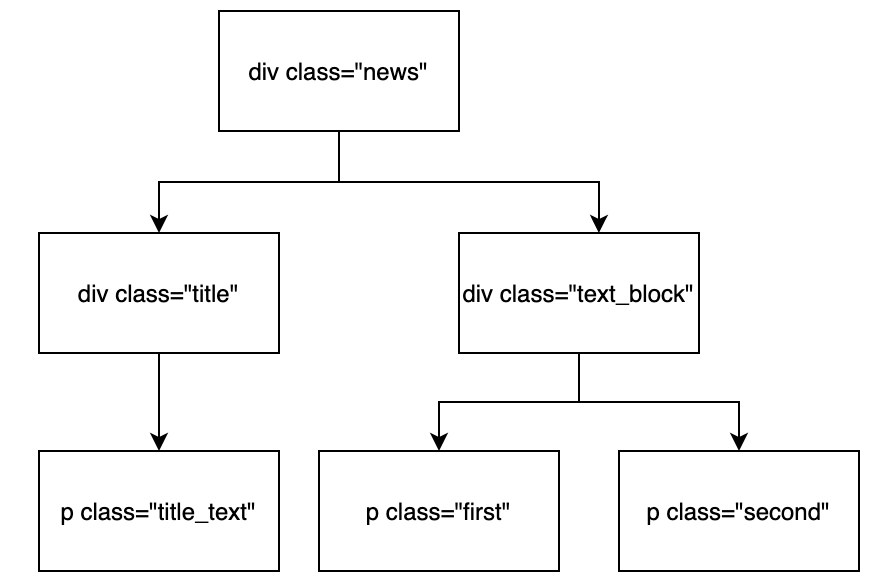 div class="news"
div class="title"
div class="text_block"
p class="title_text"
p class="first"
p class="second"